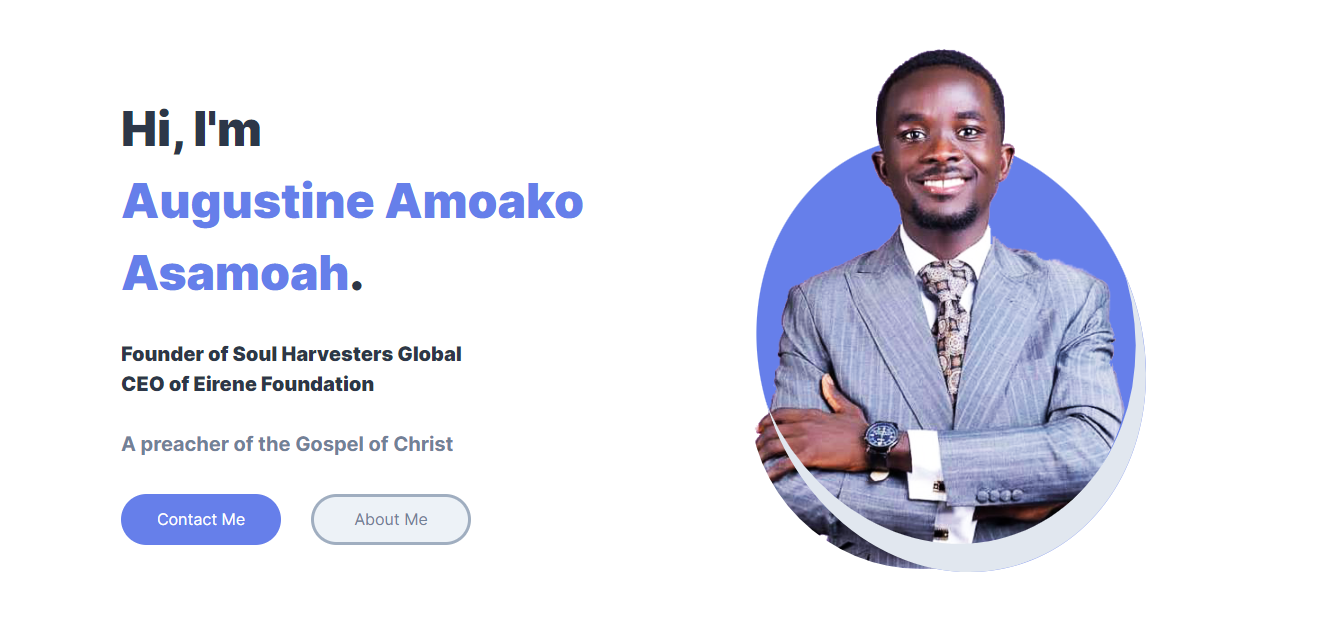 Hi, I'm
Augustine Amoako
Asamoah.
Founder of Soul Harvesters Global
CEO of Eirene Foundation
A preacher of the Gospel of Christ
Contact Me
About Me